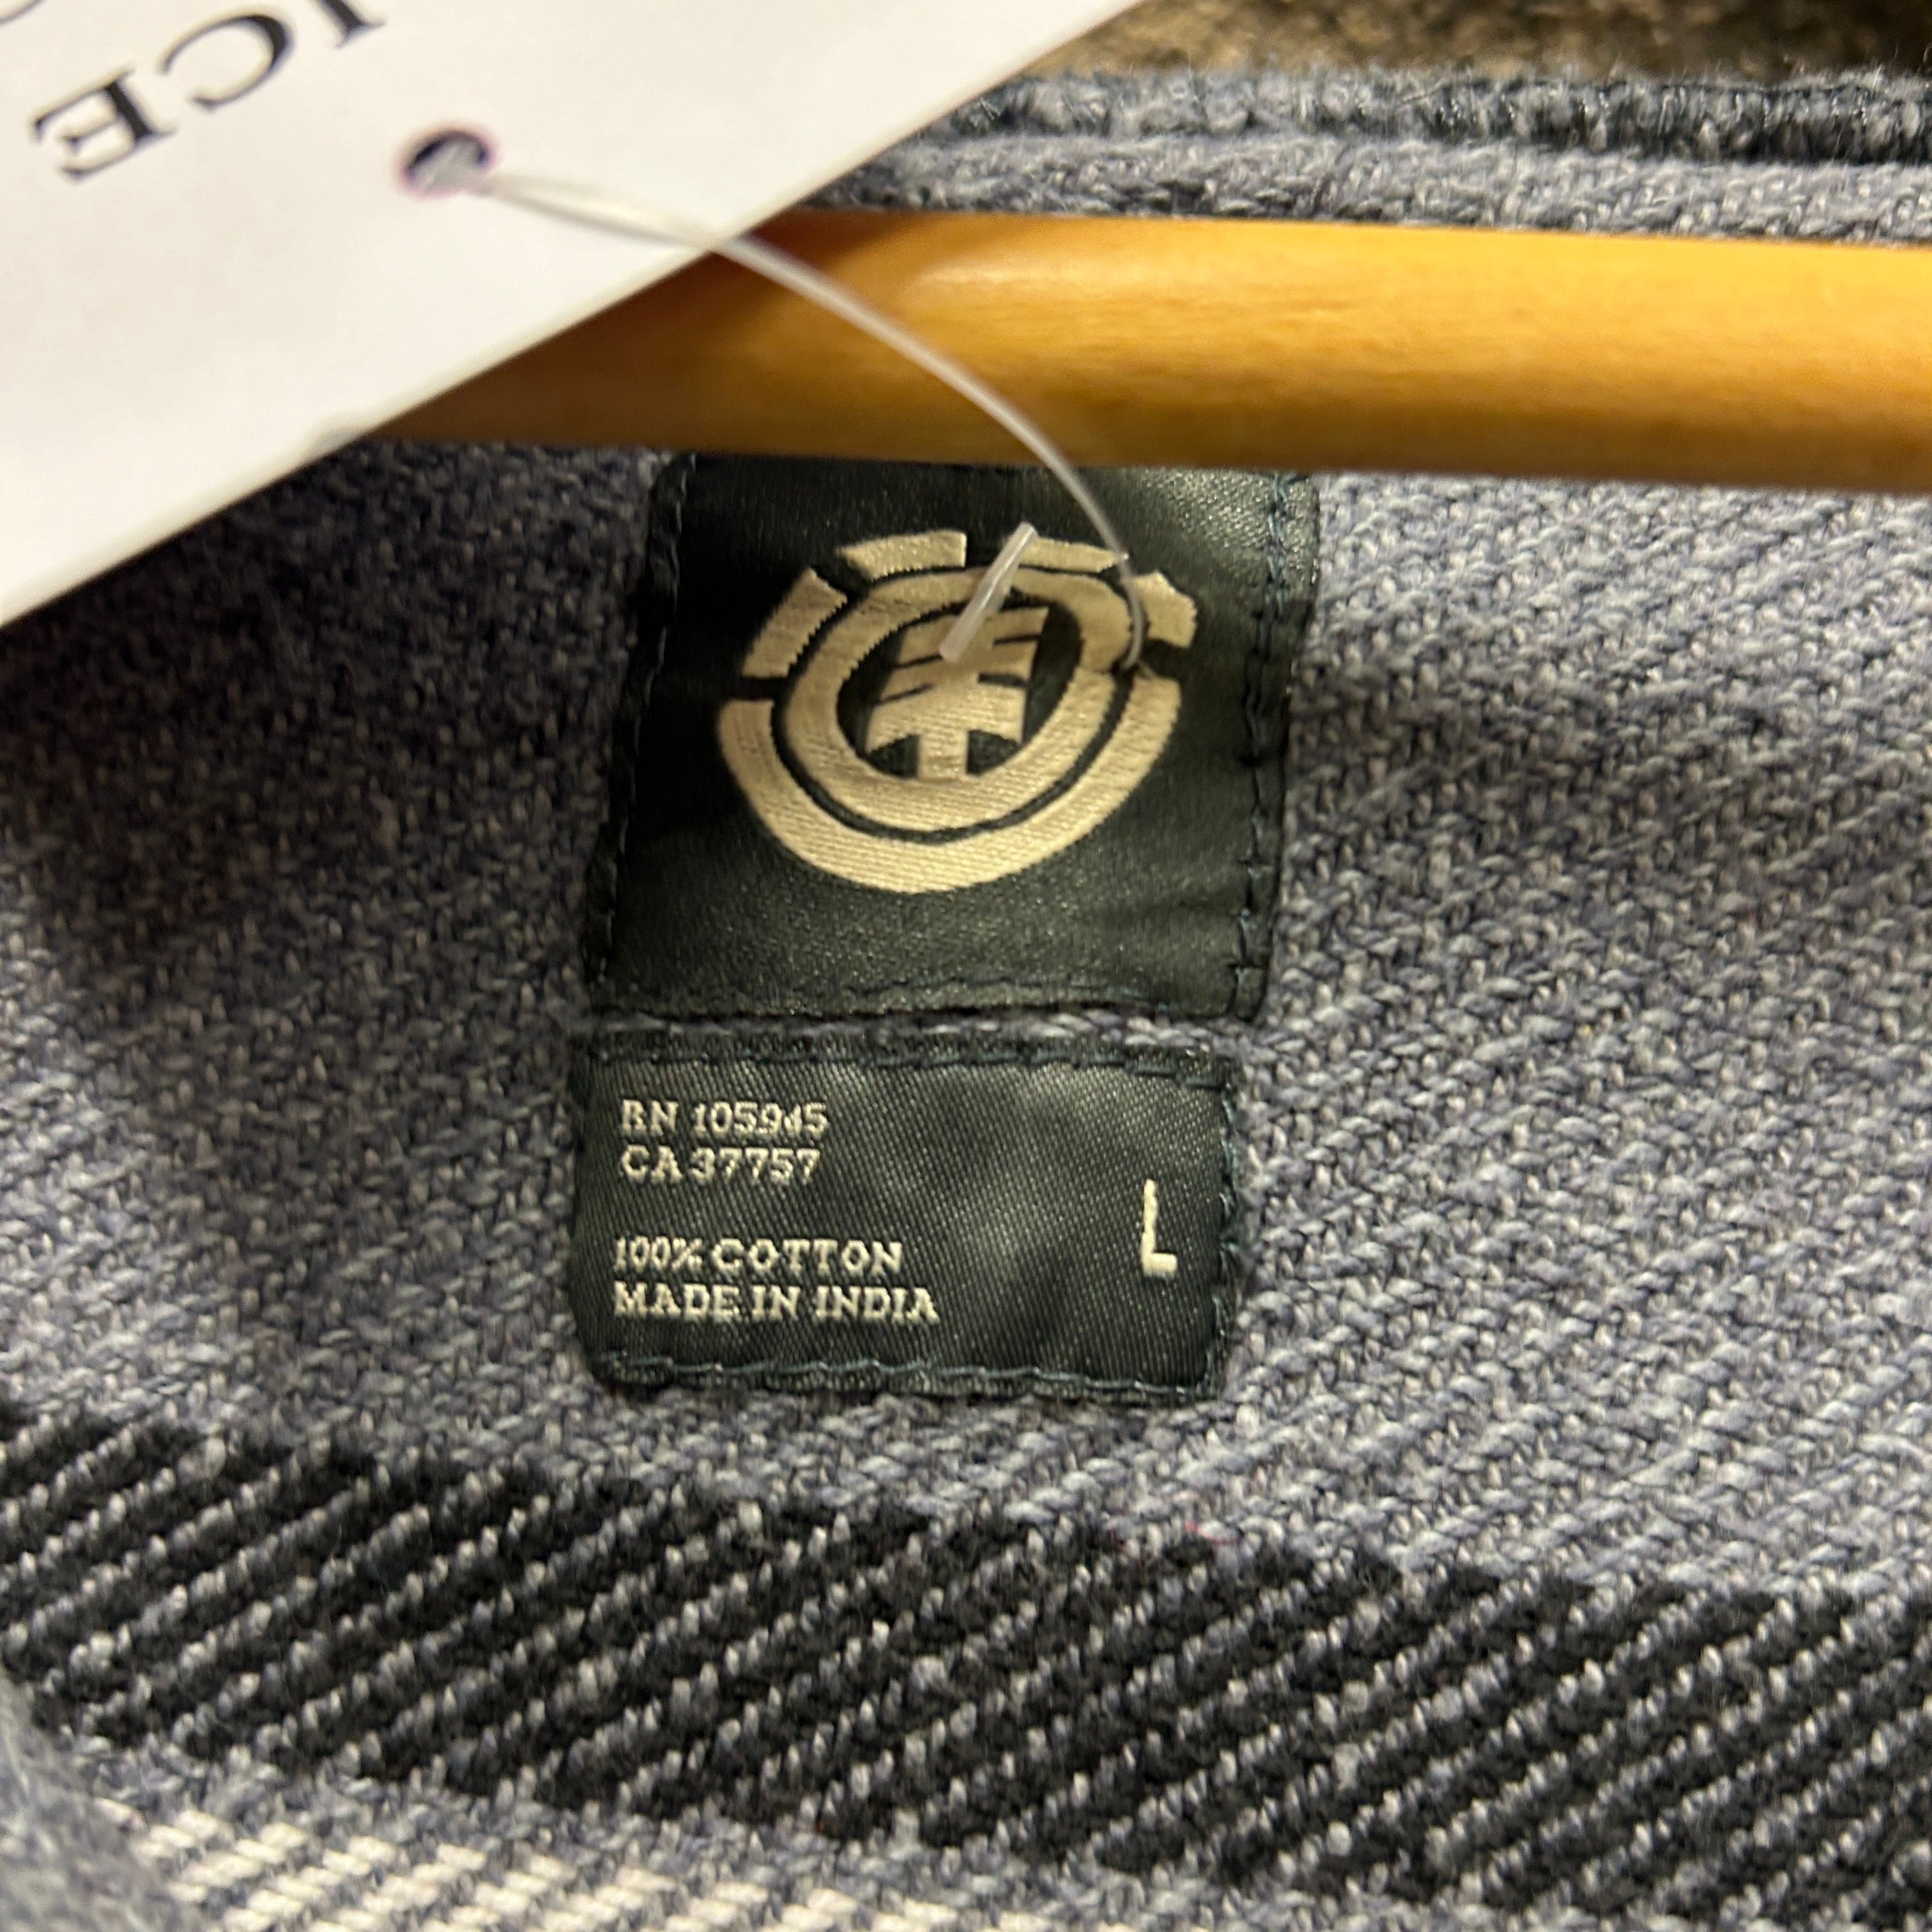 ICE
RN 105945
CA 37757
100% COTTON
MADE IN INDIA
L